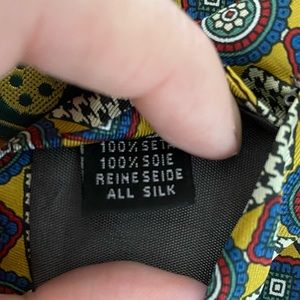 100% SETA
100% SOIE
REINE SEIDE
ALL SILK